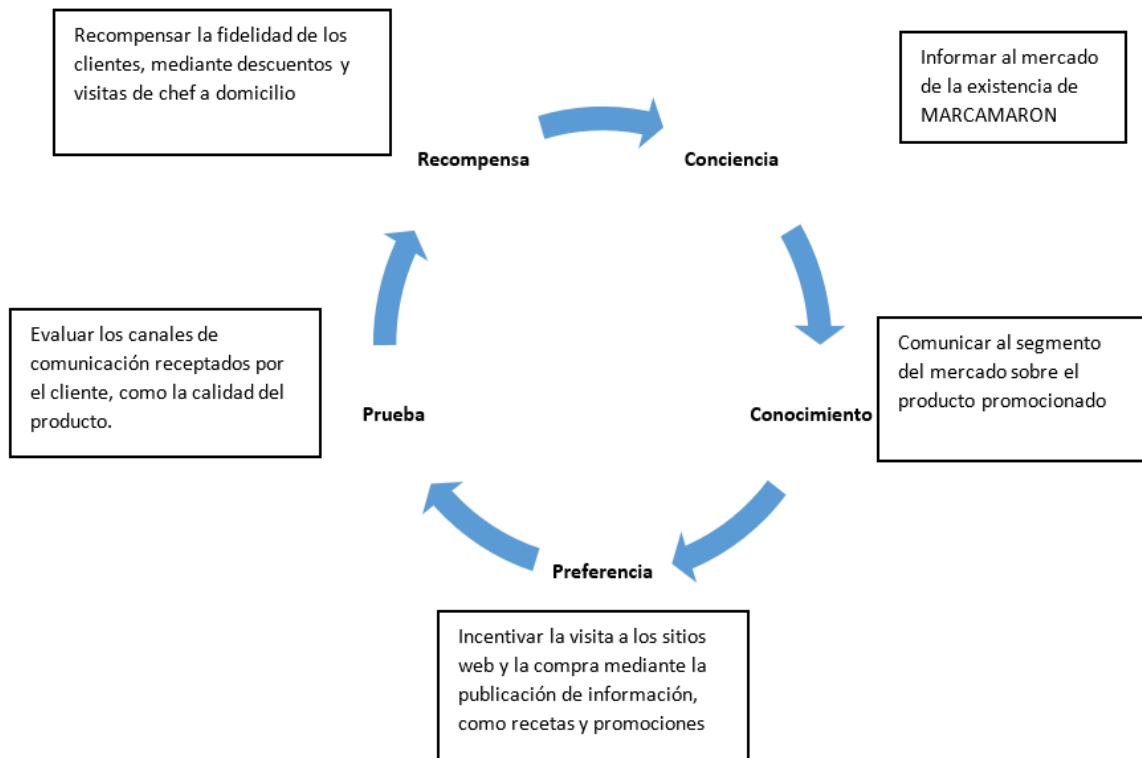 Recompensar la fidelidad de los
clientes, mediante descuentos y
visitas de chef a domicilio
Informar al mercado
de la existencia de
MARCAMARON
Recompensa
Conciencia
Evaluar los canales de
comunicación receptados por
el cliente, como la calidad del
producto.
Prueba
Conocimiento
Comunicar al segmento
del mercado sobre el
producto promocionado
Preferencia
Incentivar la visita a los sitios
web y la compra mediante la
publicación de información,
como recetas y promociones